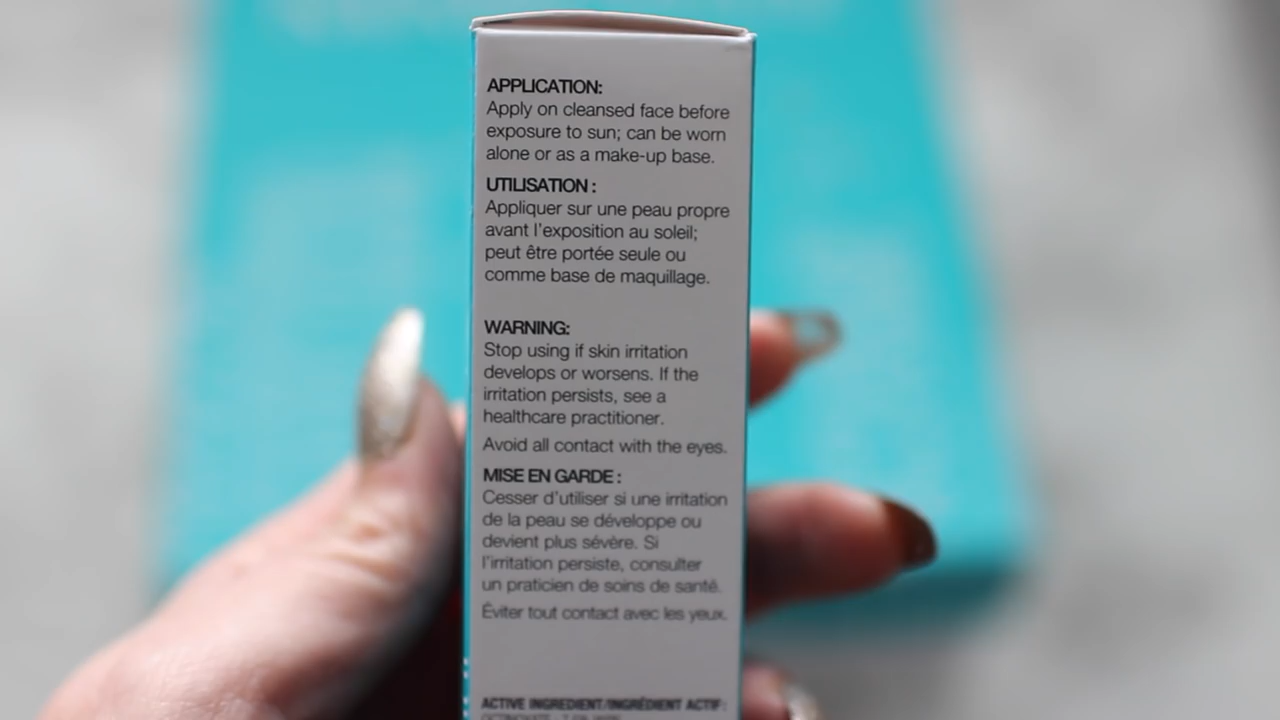 APPLICATION:
Apply on cleansed face before
exposure to sun; can be worn
alone or as a make-up base.
UTILISATION :
Appliquer sur une peau propre
avant l'exposition au soleil;
peut être portée seule ou
comme base de maquillage.
WARNING:
Stop using if skin irritation
develops or worsens. If the
irritation persists, see a
healthcare practitioner.
Avoid all contact with the eyes.
MISE EN GARDE :
Cesser d'utiliser si une irritation
de la peau se développe ou
devient plus sévère. Si
l'irritation persiste, consulter
un praticien de soins de santé.
Éviter tout contact avec les yeux.
ACTIVE INGREDIENT/INGRÉDIENT ACTIF :